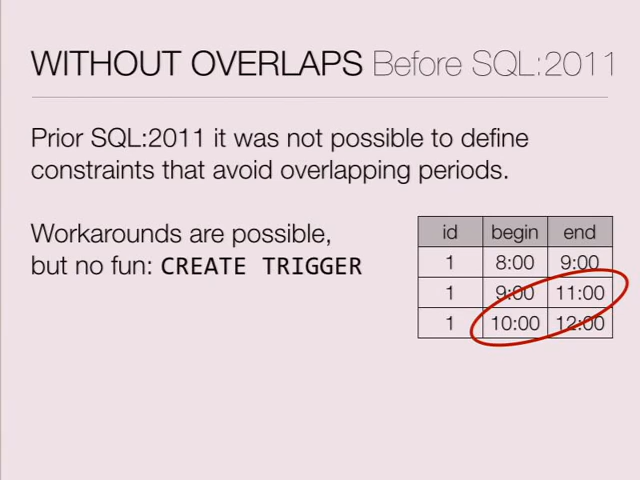 WITHOUT OVERLAPS Before SQL:2011
Prior SQL:2011 it was not possible to define
constraints that avoid overlapping periods.
Workarounds are possible,
but no fun: CREATE TRIGGER
id begin end
1 8:00 9:00
1 9:00 11:00
1 10:00 12:00